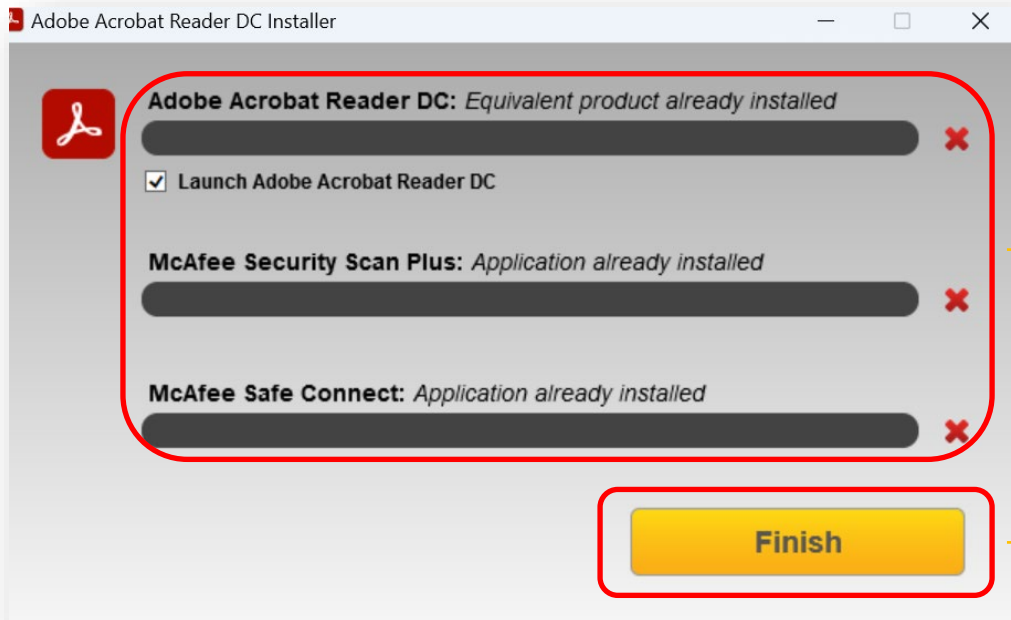 Adobe Acrobat Reader DC Installer
Adobe Acrobat Reader DC: Equivalent product already installed
Launch Adobe Acrobat Reader DC
McAfee Security Scan Plus: Application already installed
McAfee Safe Connect: Application already installed
Finish